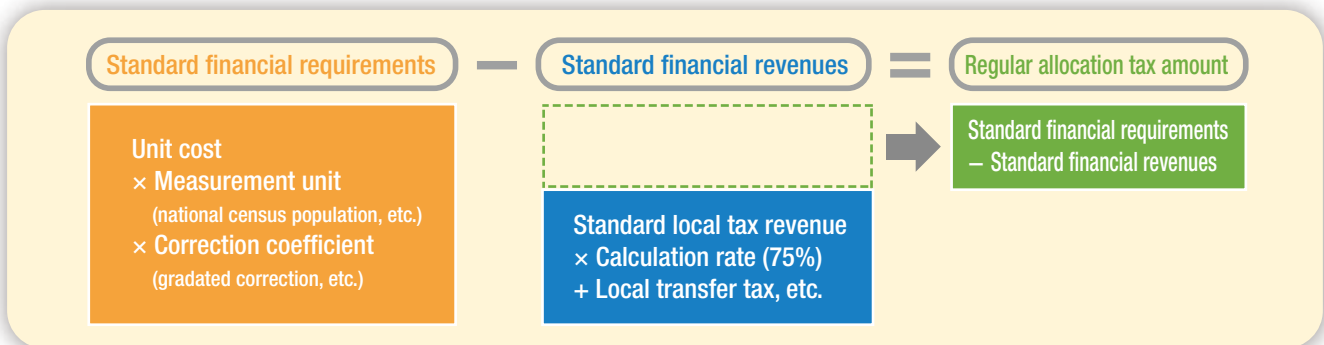 Standard financial requirements − Standard financial revenues = Regular allocation tax amount
Unit cost
× Measurement unit
(national census population, etc.)
× Correction coefficient
(gradated correction, etc.)
Standard local tax revenue
× Calculation rate (75%)
+ Local transfer tax, etc.
Standard financial requirements
− Standard financial revenues